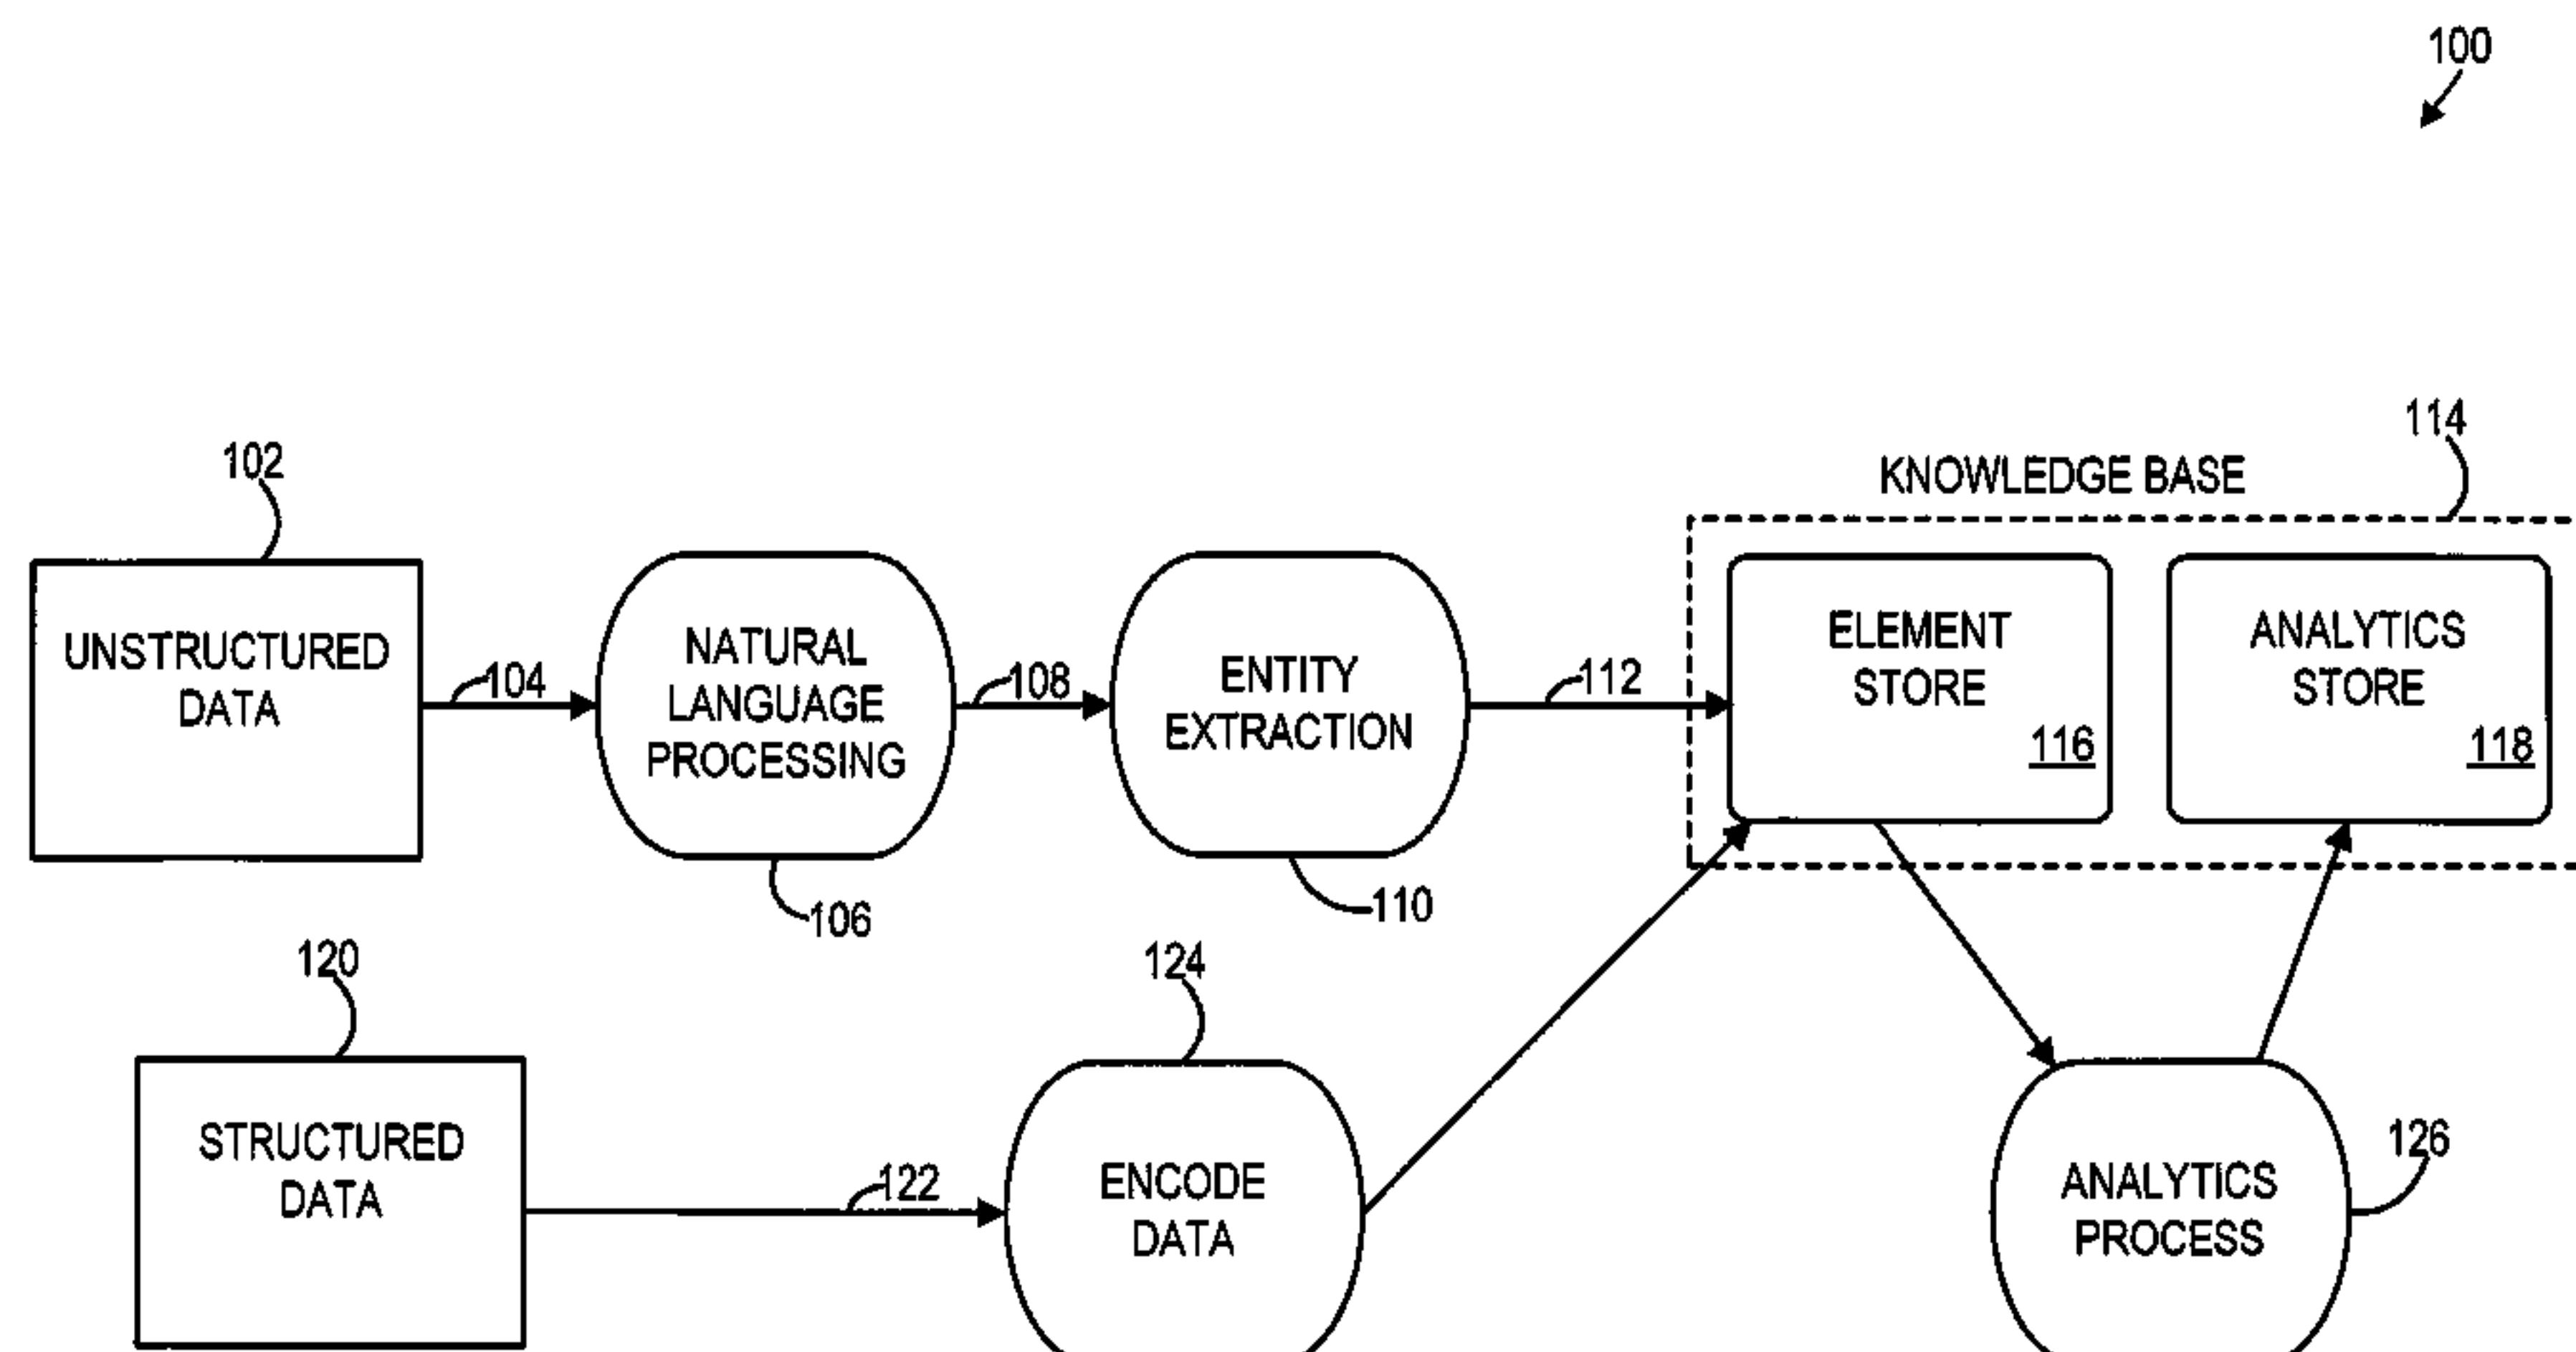 100
114
102
KNOWLEDGE BASE
UNSTRUCTURED
DATA
104
NATURAL
LANGUAGE
PROCESSING
108
ENTITY
EXTRACTION
112
ELEMENT
STORE
116
ANALYTICS
STORE
118
106
110
120
124
STRUCTURED
DATA
122
ENCODE
DATA
ANALYTICS
PROCESS
126